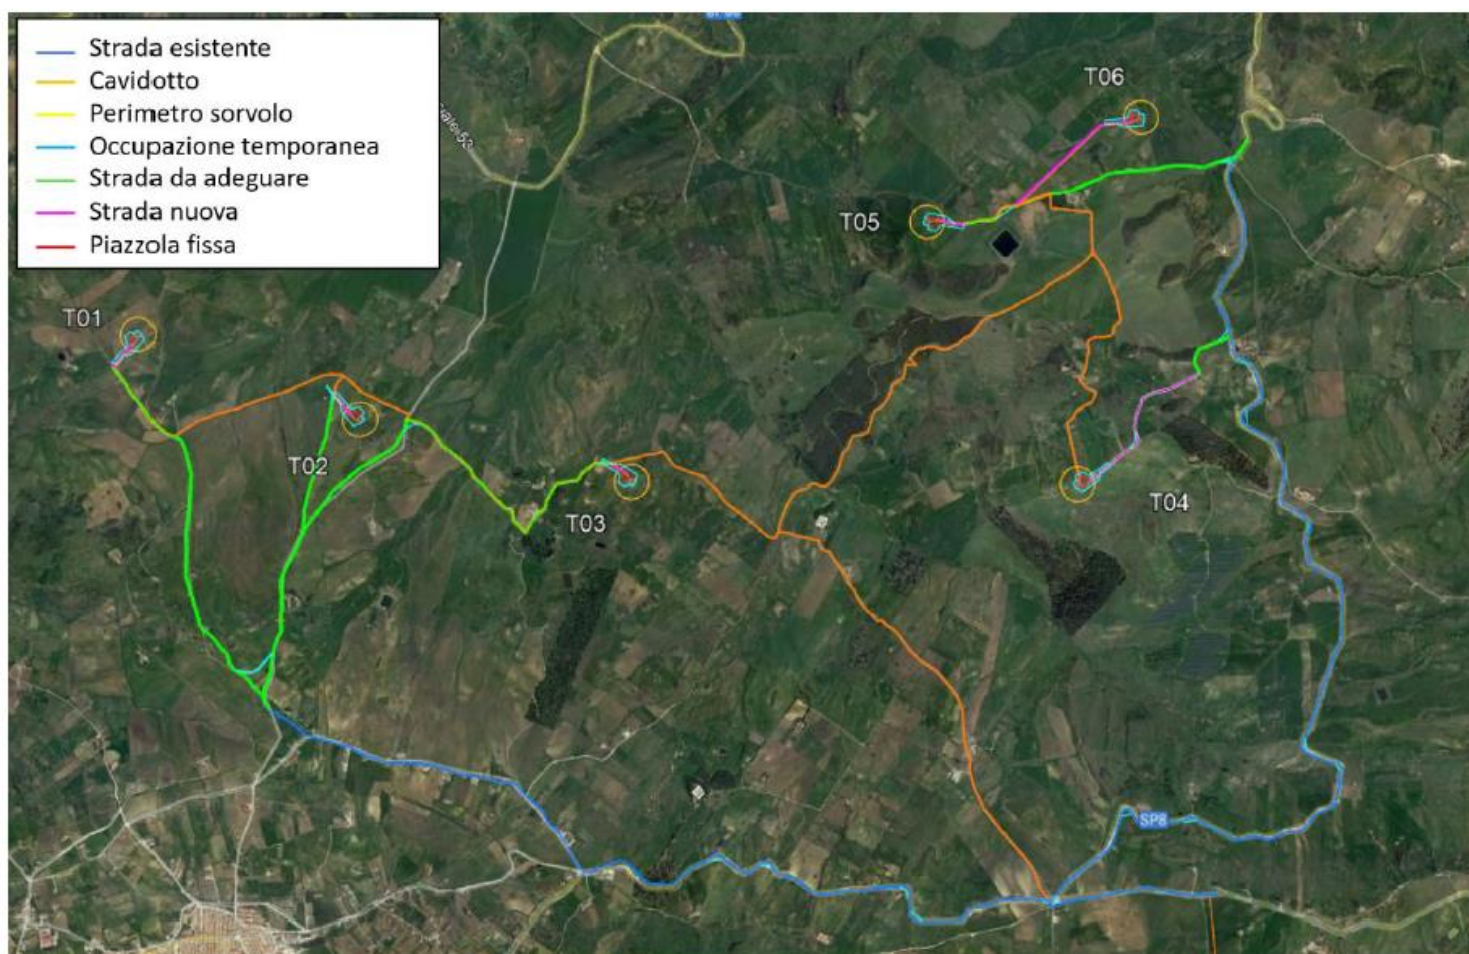 Strada esistente
Cavidotto
Perimetro sorvolo
Occupazione temporanea
Strada da adeguare
Strada nuova
Piazzola fissa
T06
T05
T01
T02
T03
T04
SP8